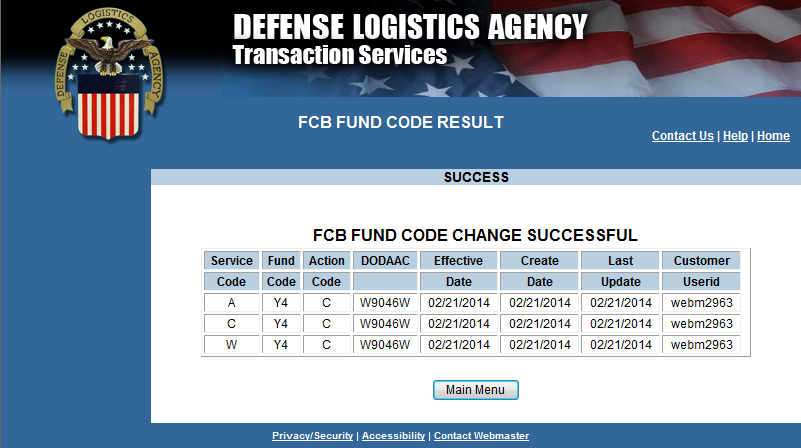 DEFENSE LOGISTICS AGENCY
Transaction Services
DEFENSE LOGISTICS AGENCY
FCB FUND CODE RESULT
Contact Us | Help | Home
SUCCESS
FCB FUND CODE CHANGE SUCCESSFUL
Service Fund Action DODAAC Effective Create Last Customer
Code Code Code Date Date Update Userid
A Y4 C W9046W 02/21/2014 02/21/2014 02/21/2014 webm2963
C Y4 C W9046W 02/21/2014 02/21/2014 02/21/2014 webm2963
W Y4 C W9046W 02/21/2014 02/21/2014 02/21/2014 webm2963
Main Menu
Privacy/Security | Accessibility | Contact Webmaster